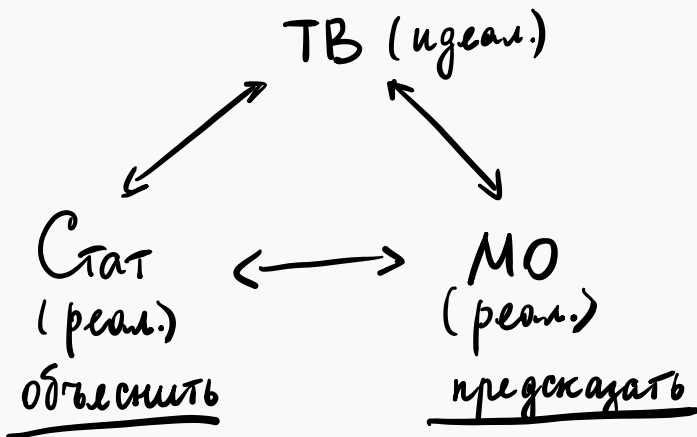 ТВ (идеал.)
Стат
(реал.)
объяснить
МО
(реал.)
предсказать